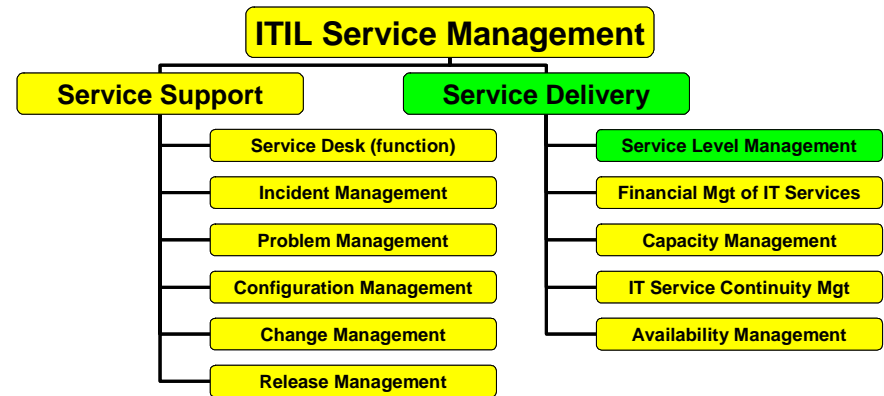 ITIL Service Management
Service Support
Service Delivery
Service Desk (function)
Incident Management
Problem Management
Configuration Management
Change Management
Release Management
Service Level Management
Financial Mgt of IT Services
Capacity Management
IT Service Continuity Mgt
Availability Management